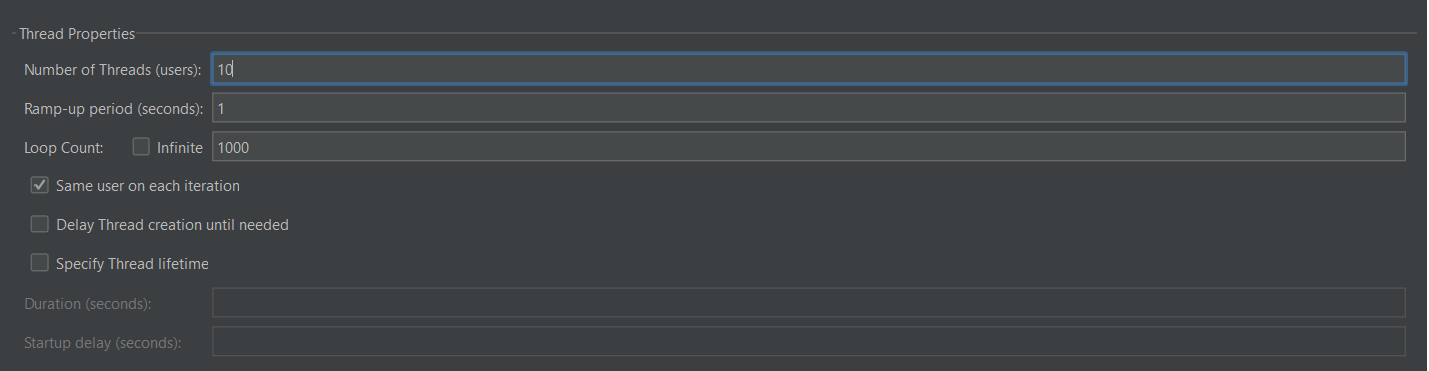 Thread Properties
Number of Threads (users): 10
Ramp-up period (seconds): 1
Loop Count: Infinite 1000
Same user on each iteration
Delay Thread creation until needed
Specify Thread lifetime
Duration (seconds):
Startup delay (seconds):